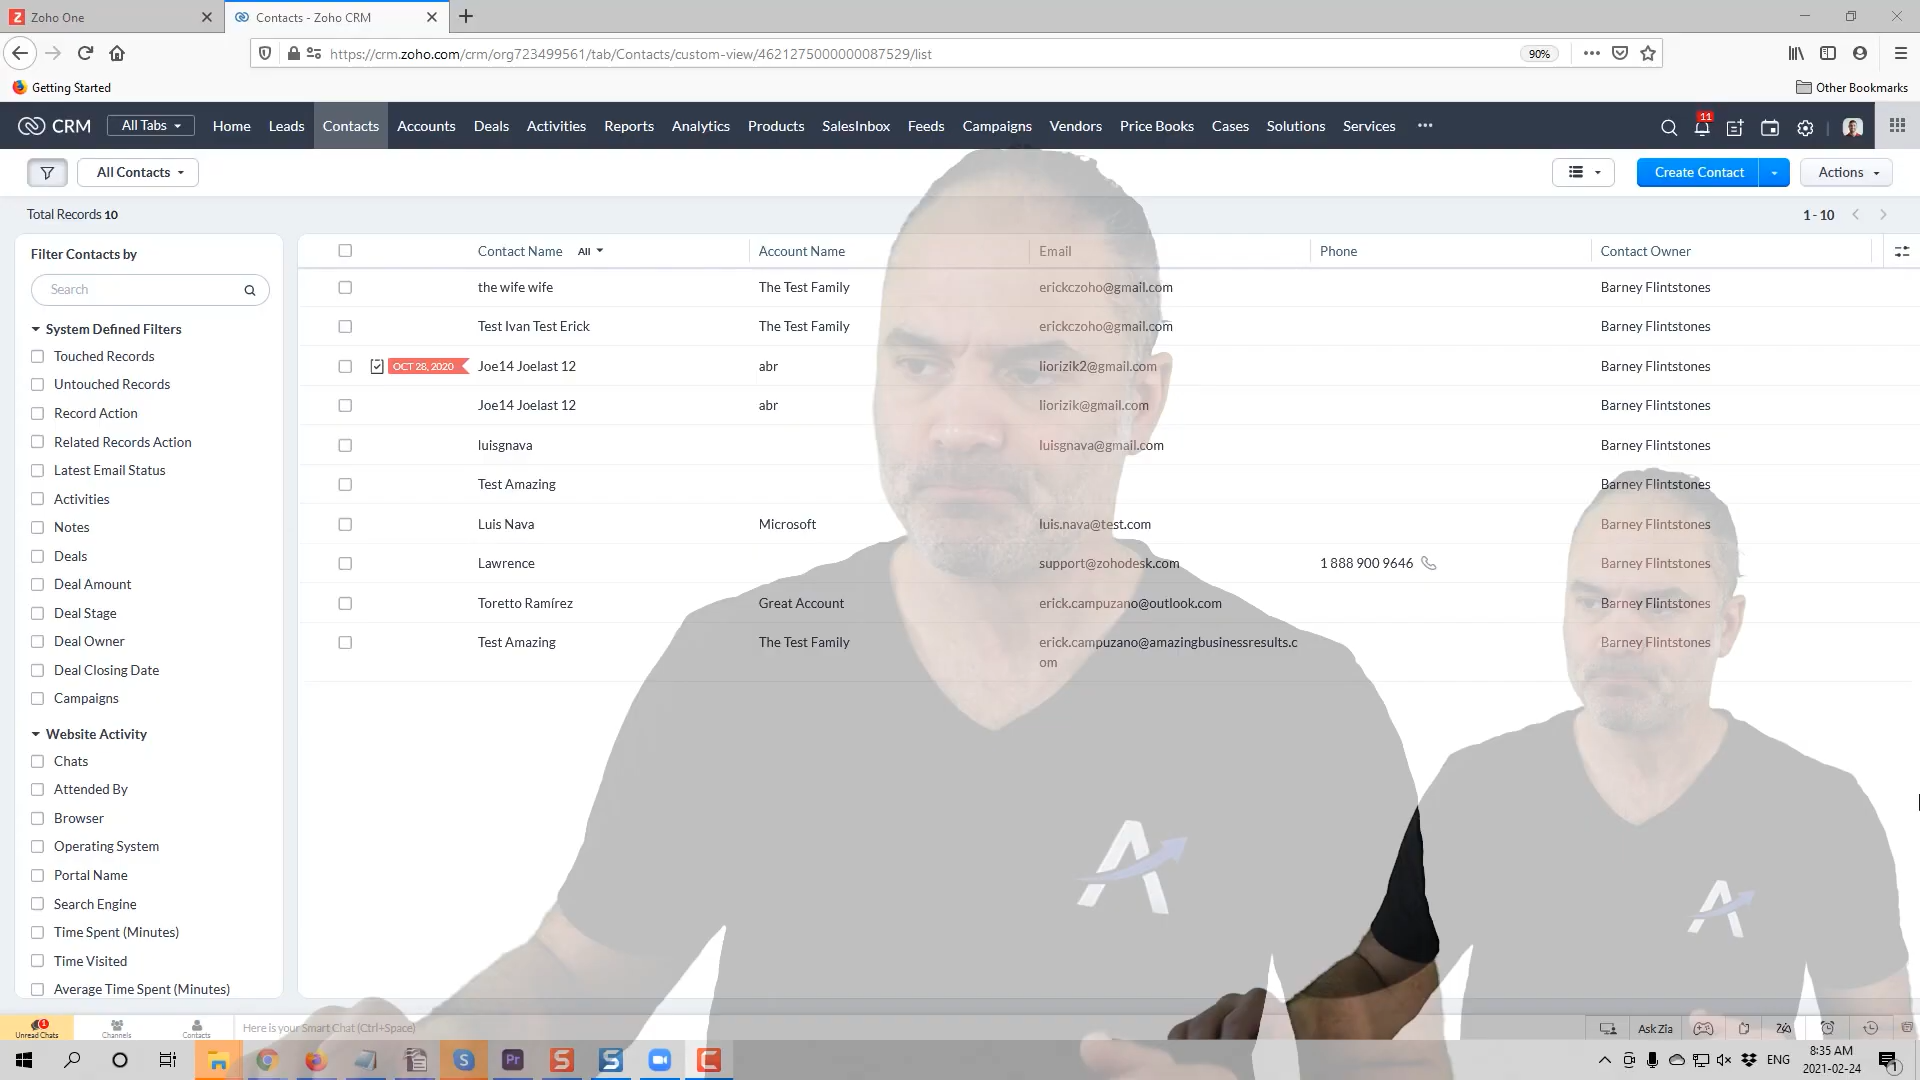 Zoho One
Contacts - Zoho CRM
https://crm.zoho.com/crm/org723499561/tab/Contacts/custom-view/4621275000000087529/list
90%
Getting Started
Other Bookmarks
CRM
All Tabs
Home
Leads
Contacts
Accounts
Deals
Activities
Reports
Analytics
Products
SalesInbox
Feeds
Campaigns
Vendors
Price Books
Cases
Solutions
Services
11
All Contacts
Create Contact
Actions
Total Records 10
1 - 10
Filter Contacts by
Search
System Defined Filters
Touched Records
Untouched Records
Record Action
Related Records Action
Latest Email Status
Activities
Notes
Deals
Deal Amount
Deal Stage
Deal Owner
Deal Closing Date
Campaigns
Website Activity
Chats
Attended By
Browser
Operating System
Portal Name
Search Engine
Time Spent (Minutes)
Time Visited
Average Time Spent (Minutes)
Contact Name All Account Name Email Phone Contact Owner
the wife wife The Test Family erickczoho@gmail.com Barney Flintstones
Test Ivan Test Erick The Test Family erickczoho@gmail.com Barney Flintstones
OCT 28, 2020 Joe14 Joelast 12 abr liorizik2@gmail.com Barney Flintstones
Joe14 Joelast 12 abr liorizik@gmail.com Barney Flintstones
luisgnava luisgnava@gmail.com Barney Flintstones
Test Amazing Barney Flintstones
Luis Nava Microsoft luis.nava@test.com Barney Flintstones
Lawrence support@zohodesk.com 1 888 900 9646 Barney Flintstones
Toretto Ramírez Great Account erick.campuzano@outlook.com Barney Flintstones
Test Amazing The Test Family erick.campuzano@amazingbusinessresults.c Barney Flintstones
om
Unread Chats
Channels
Contacts
Here is your Smart Chat (Ctrl+Space)
Ask Zia
ENG
8:35 AM
2021-02-24